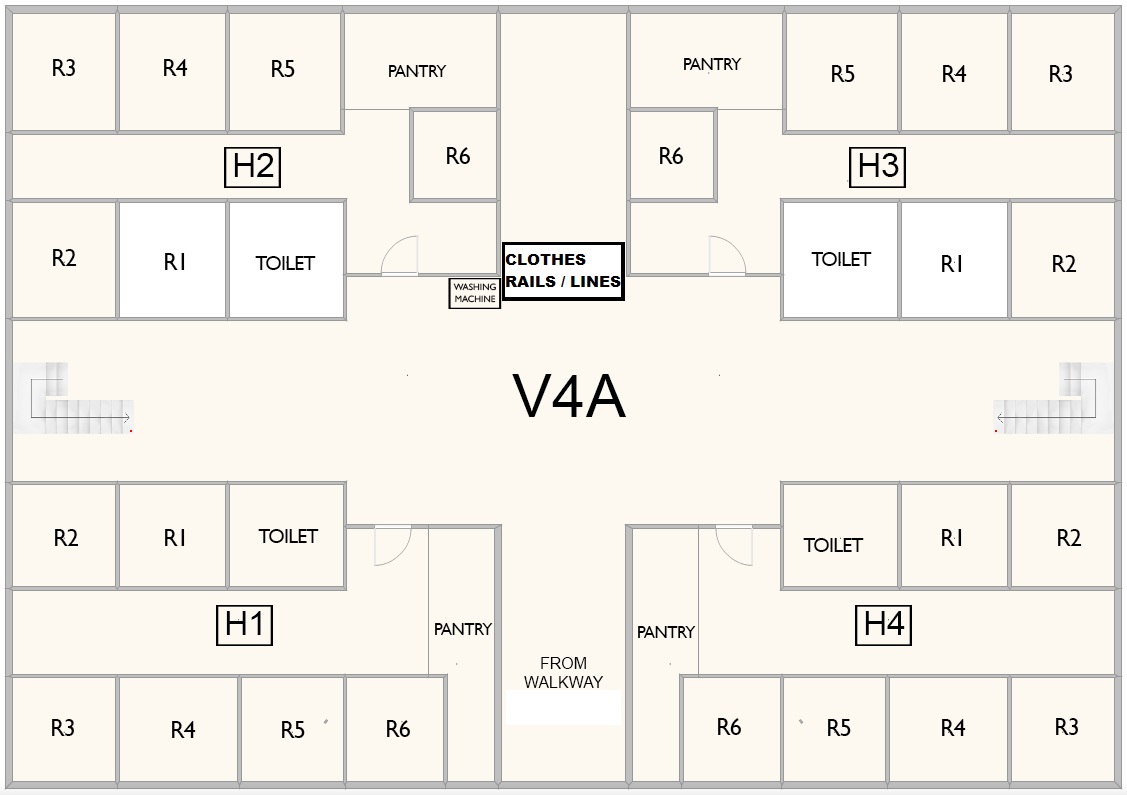 R3
R4
R5
PANTRY
PANTRY
R5
R4
R3
R6
R6
H2
H3
R2
R1
TOILET
TOILET
R1
R2
CLOTHES
RAILS / LINES
WASHING
MACHINE
V4A
R2
R1
TOILET
TOILET
R1
R2
H1
PANTRY
PANTRY
H4
FROM
WALKWAY
R3
R4
R5
R6
R6
R5
R4
R3